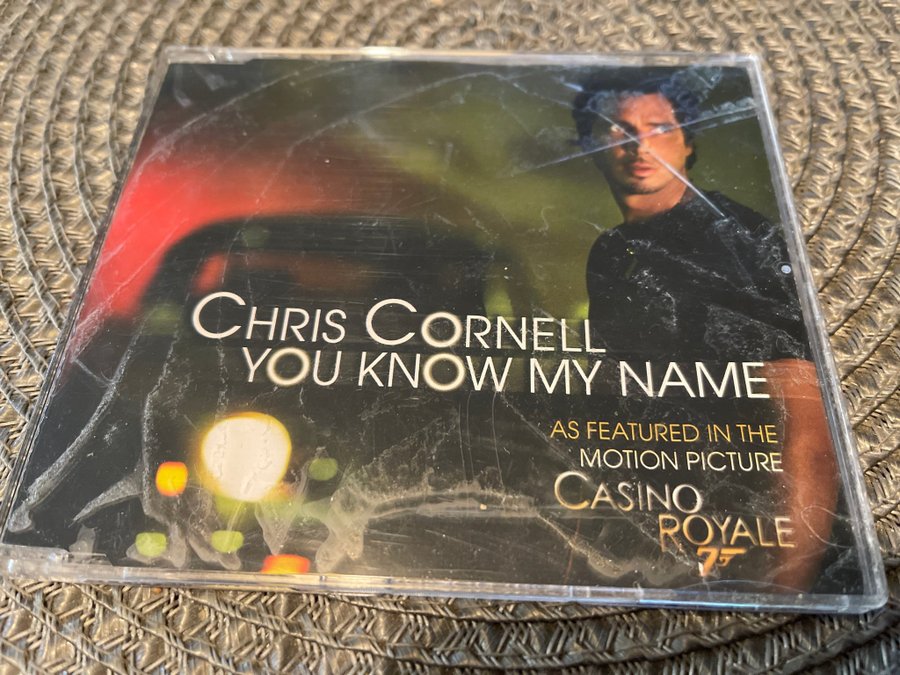 CHRIS CORNELL
YOU KNOW MY NAME
AS FEATURED IN THE
MOTION PICTURE
CASINO
ROYALE
007